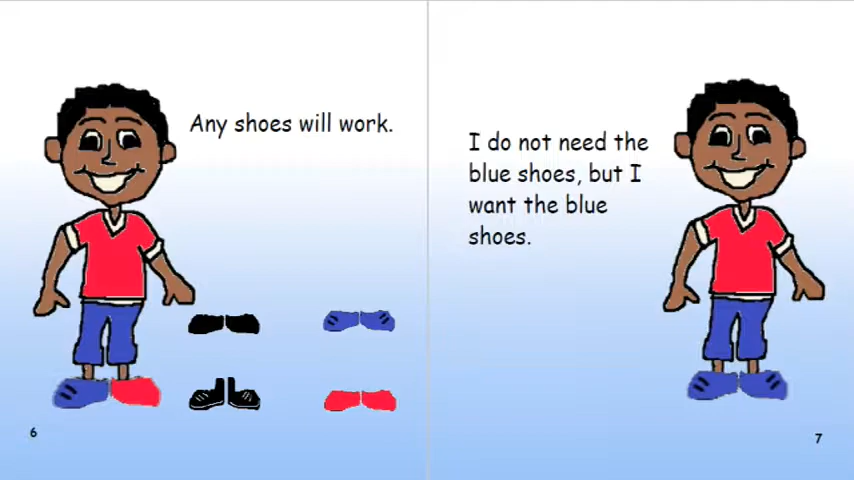 Any shoes will work.
6
I do not need the
blue shoes, but I
want the blue
shoes.
7